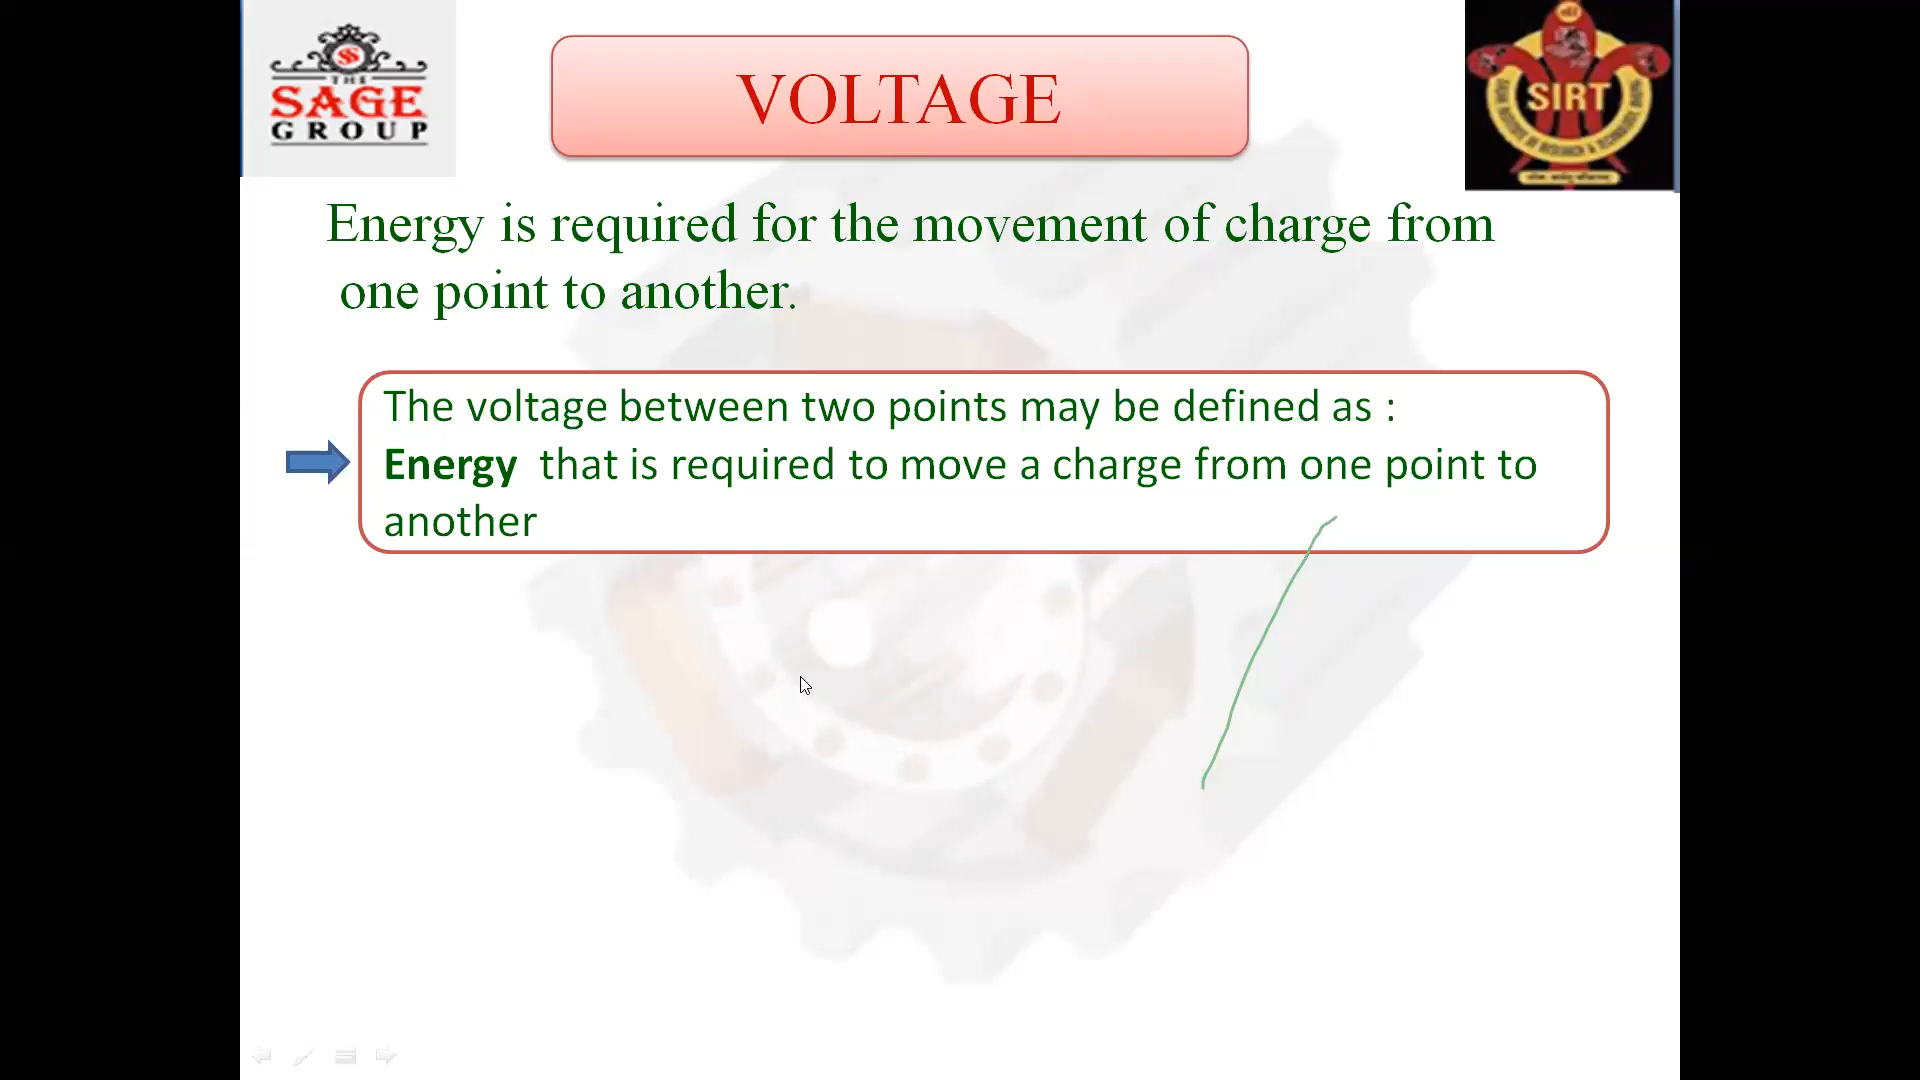 THE
SAGE
GROUP
VOLTAGE
SIRT
Energy is required for the movement of charge from
one point to another.
The voltage between two points may be defined as :
Energy that is required to move a charge from one point to
another